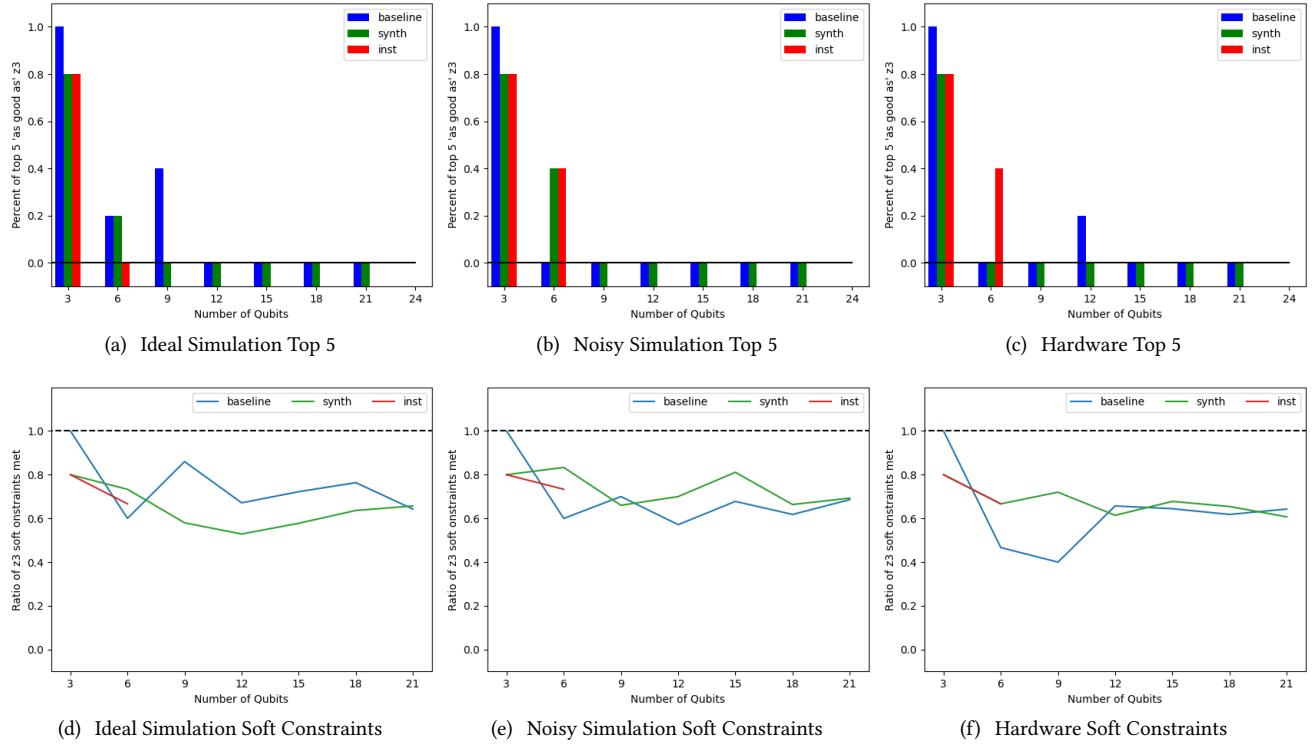 baseline
synth
inst
Percent of top 5 'as good as' z3
1.0
0.8
0.6
0.4
0.2
0.0
3 6 9 12 15 18 21 24
Number of Qubits
(a) Ideal Simulation Top 5
baseline
synth
inst
Percent of top 5 'as good as' z3
1.0
0.8
0.6
0.4
0.2
0.0
3 6 9 12 15 18 21 24
Number of Qubits
(b) Noisy Simulation Top 5
baseline
synth
inst
Percent of top 5 'as good as' z3
1.0
0.8
0.6
0.4
0.2
0.0
3 6 9 12 15 18 21 24
Number of Qubits
(c) Hardware Top 5
baseline synth inst
Ratio of z3 soft constraints met
1.0
0.8
0.6
0.4
0.2
0.0
3 6 9 12 15 18 21
Number of Qubits
(d) Ideal Simulation Soft Constraints
baseline synth inst
Ratio of z3 soft constraints met
1.0
0.8
0.6
0.4
0.2
0.0
3 6 9 12 15 18 21
Number of Qubits
(e) Noisy Simulation Soft Constraints
baseline synth inst
Ratio of z3 soft constraints met
1.0
0.8
0.6
0.4
0.2
0.0
3 6 9 12 15 18 21
Number of Qubits
(f) Hardware Soft Constraints